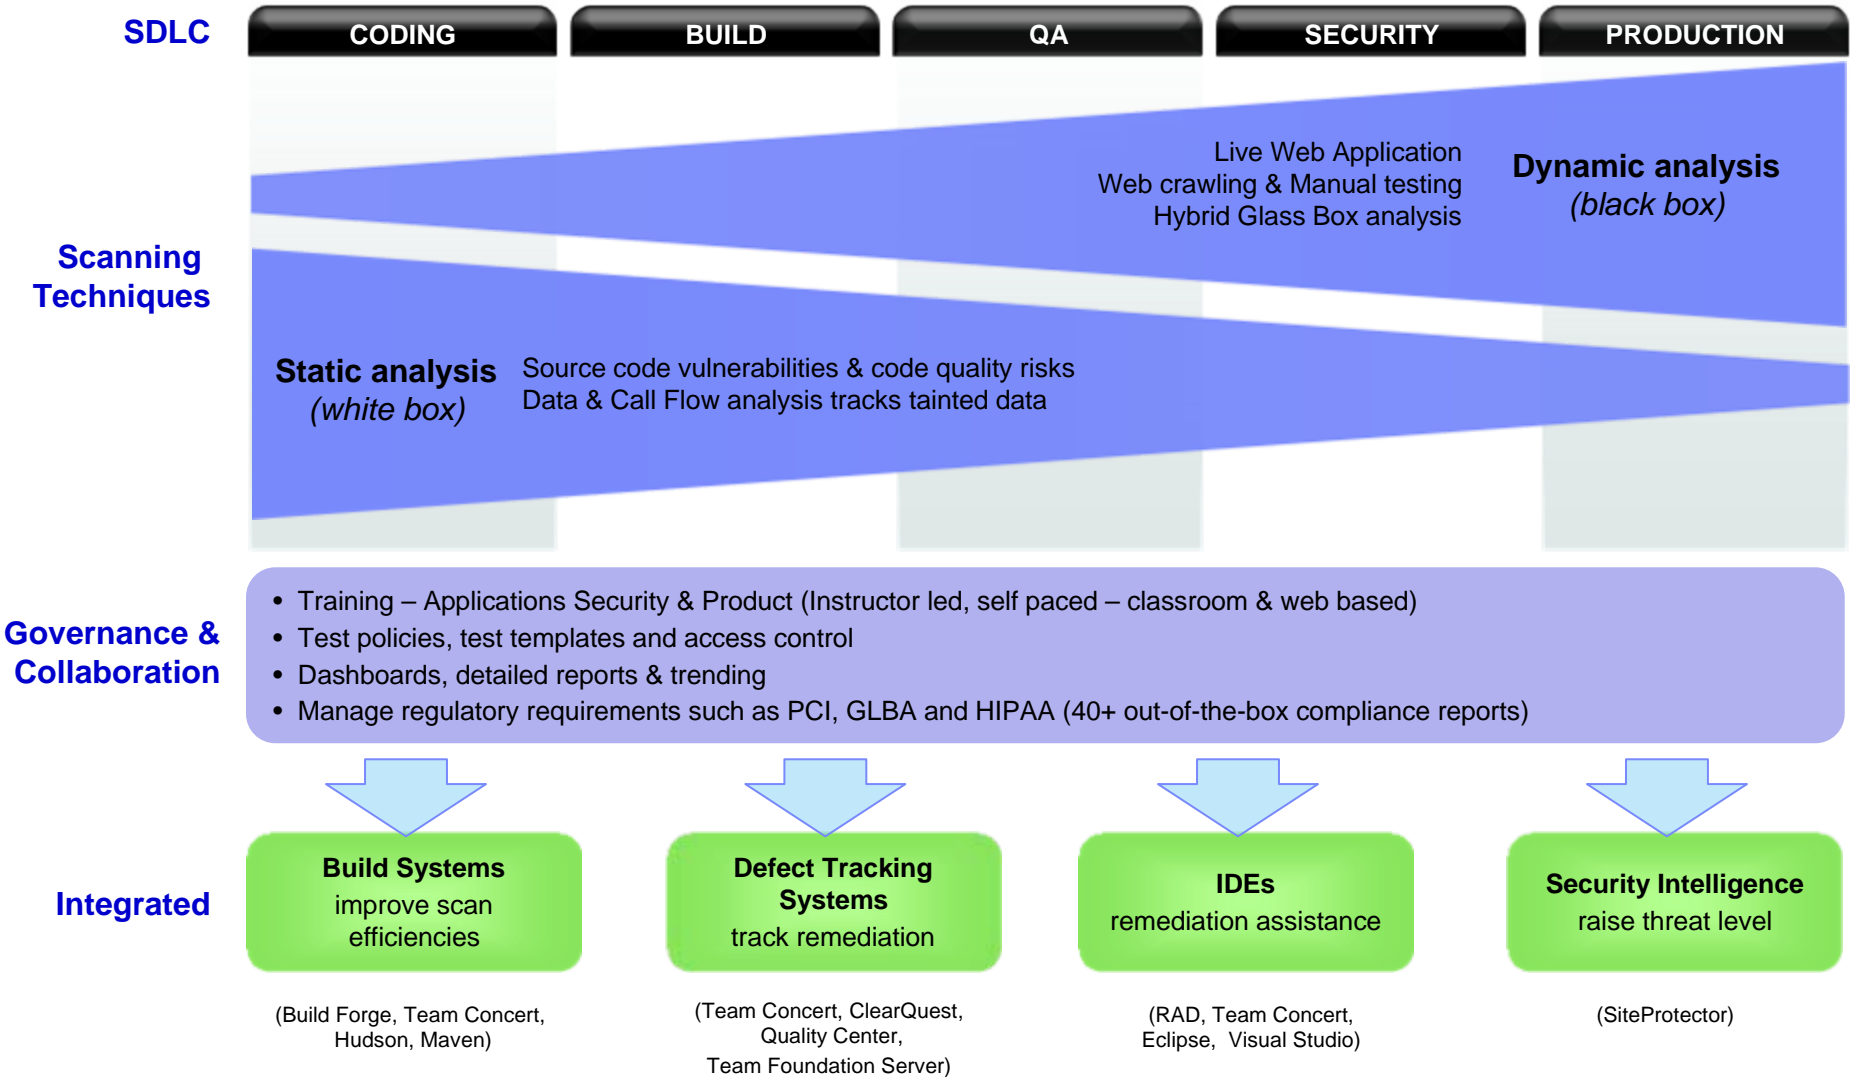 SDLC
CODING
BUILD
QA
SECURITY
PRODUCTION
Scanning
Techniques
Live Web Application
Web crawling & Manual testing
Hybrid Glass Box analysis
Dynamic analysis
(black box)
Static analysis
(white box)
Source code vulnerabilities & code quality risks
Data & Call Flow analysis tracks tainted data
Governance &
Collaboration
• Training – Applications Security & Product (Instructor led, self paced – classroom & web based)
• Test policies, test templates and access control
• Dashboards, detailed reports & trending
• Manage regulatory requirements such as PCI, GLBA and HIPAA (40+ out-of-the-box compliance reports)
Integrated
Build Systems
improve scan
efficiencies
Defect Tracking
Systems
track remediation
IDEs
remediation assistance
Security Intelligence
raise threat level
(Build Forge, Team Concert,
Hudson, Maven)
(Team Concert, ClearQuest,
Quality Center,
Team Foundation Server)
(RAD, Team Concert,
Eclipse, Visual Studio)
(SiteProtector)